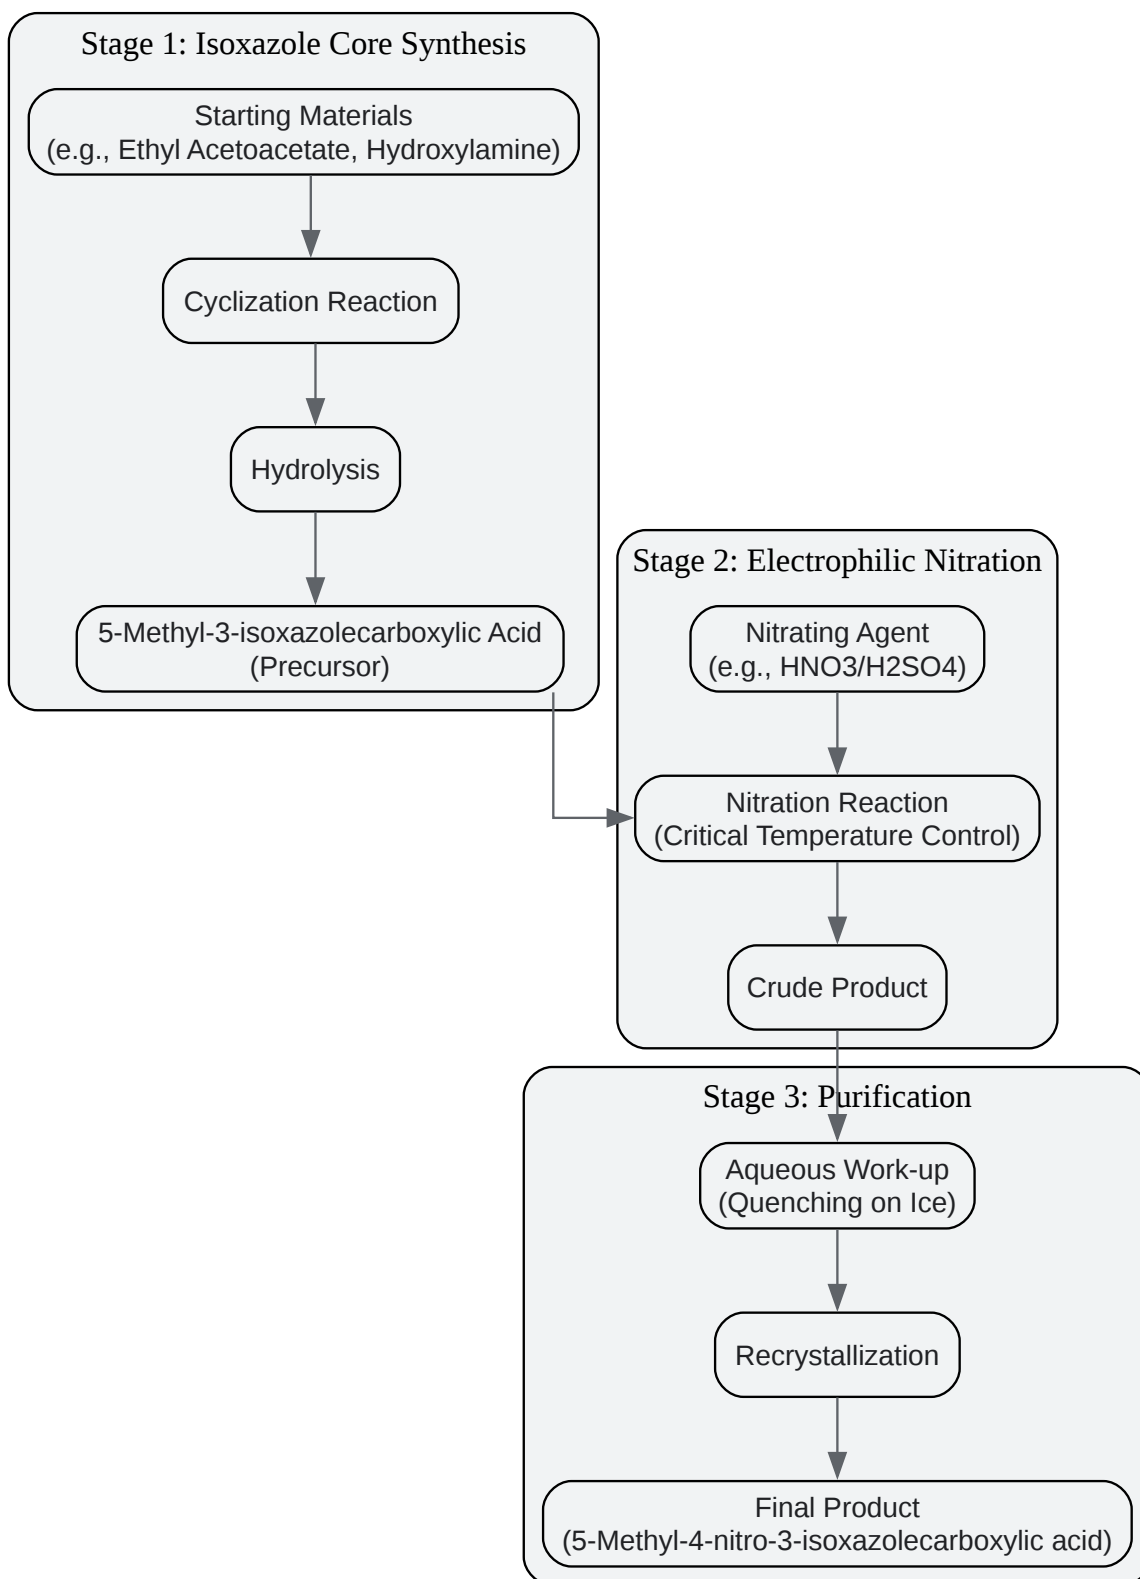 Stage 1: Isoxazole Core Synthesis
Starting Materials
(e.g., Ethyl Acetoacetate, Hydroxylamine)
Cyclization Reaction
Hydrolysis
5-Methyl-3-isoxazolecarboxylic Acid
(Precursor)
Stage 2: Electrophilic Nitration
Nitrating Agent
(e.g., HNO3/H2SO4)
Nitration Reaction
(Critical Temperature Control)
Crude Product
Stage 3: Purification
Aqueous Work-up
(Quenching on Ice)
Recrystallization
Final Product
(5-Methyl-4-nitro-3-isoxazolecarboxylic acid)